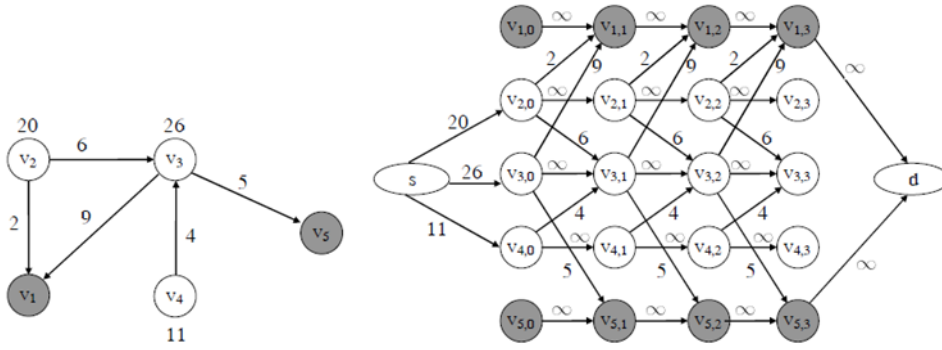 20
26
v2
6
v3
5
2
9
4
v5
v1
v4
11
v1,0
∞
v1,1
∞
v1,2
∞
v1,3
2
9
2
9
2
9
∞
v2,0
∞
v2,1
∞
v2,2
∞
v2,3
20
6
6
6
s
26
v3,0
∞
v3,1
∞
v3,2
∞
v3,3
d
11
4
4
4
v4,0
∞
v4,1
∞
v4,2
∞
v4,3
5
5
5
∞
v5,0
∞
v5,1
∞
v5,2
∞
v5,3